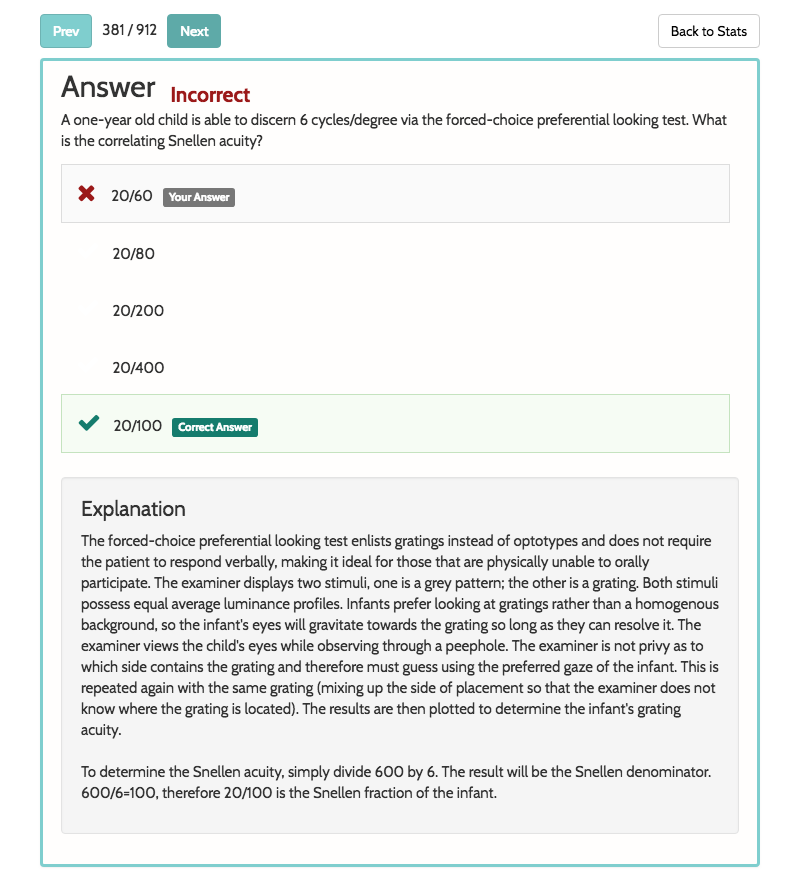 Prev 381 / 912 Next Back to Stats
Answer Incorrect
A one-year old child is able to discern 6 cycles/degree via the forced-choice preferential looking test. What
is the correlating Snellen acuity?
20/60 Your Answer
20/80
20/200
20/400
20/100 Correct Answer
Explanation
The forced-choice preferential looking test enlists gratings instead of optotypes and does not require
the patient to respond verbally, making it ideal for those that are physically unable to orally
participate. The examiner displays two stimuli, one is a grey pattern; the other is a grating. Both stimuli
possess equal average luminance profiles. Infants prefer looking at gratings rather than a homogenous
background, so the infant's eyes will gravitate towards the grating so long as they can resolve it. The
examiner views the child's eyes while observing through a peephole. The examiner is not privy as to
which side contains the grating and therefore must guess using the preferred gaze of the infant. This is
repeated again with the same grating (mixing up the side of placement so that the examiner does not
know where the grating is located). The results are then plotted to determine the infant's grating
acuity.
To determine the Snellen acuity, simply divide 600 by 6. The result will be the Snellen denominator.
600/6=100, therefore 20/100 is the Snellen fraction of the infant.